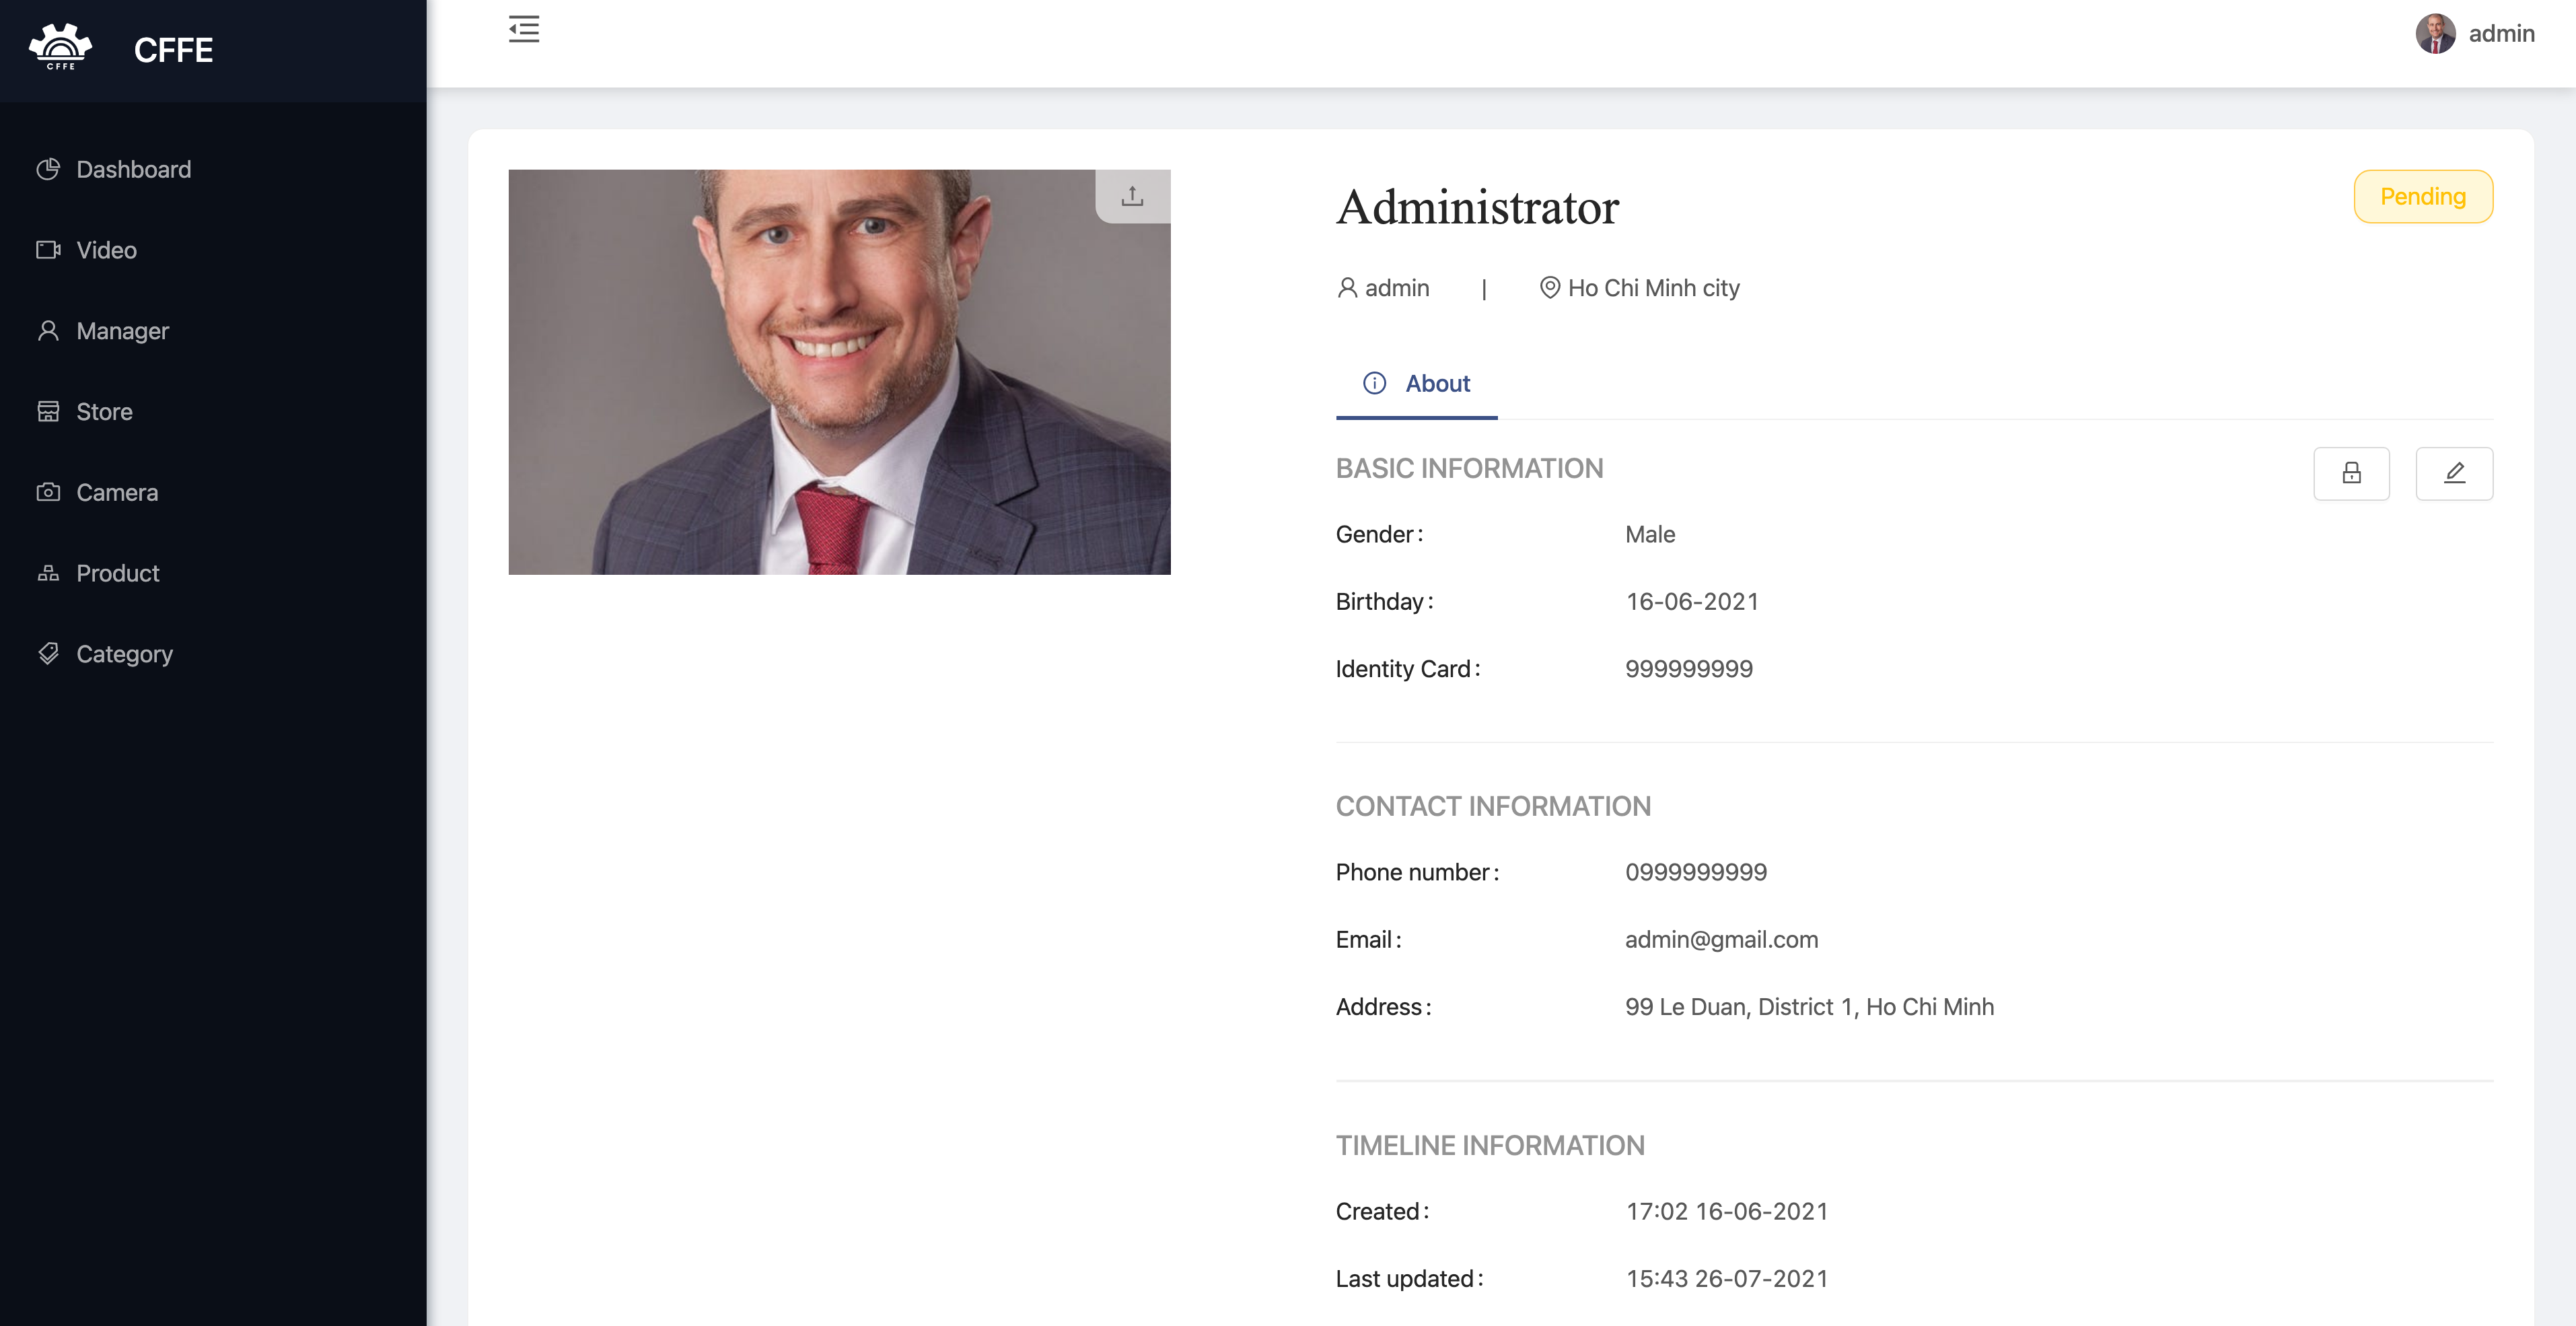 CFFE
CFFE
admin
Dashboard
Video
Manager
Store
Camera
Product
Category
Administrator
Pending
admin | Ho Chi Minh city
About
BASIC INFORMATION
Gender: Male
Birthday: 16-06-2021
Identity Card: 999999999
CONTACT INFORMATION
Phone number: 0999999999
Email: admin@gmail.com
Address: 99 Le Duan, District 1, Ho Chi Minh
TIMELINE INFORMATION
Created: 17:02 16-06-2021
Last updated: 15:43 26-07-2021